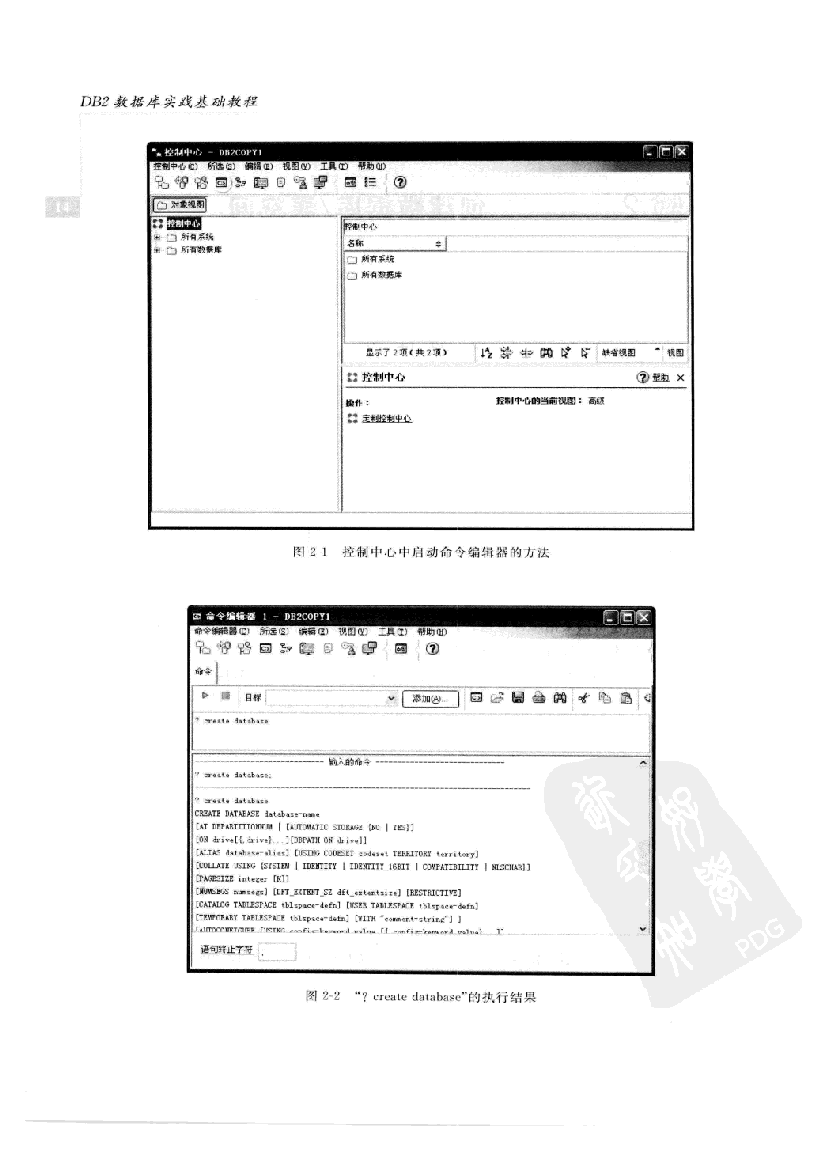 DB2 数据库实践基础教程
14
控制中心 - DB2COPY1
控制中心(C) 所选(S) 编辑(E) 视图(V) 工具(T) 帮助(H)
对象视图
控制中心
所有系统
所有数据库
控制中心
名称
所有系统
所有数据库
显示了 2 项(共 2 项)
缺省视图 视图
控制中心
帮助
操作:
控制中心的当前视图: 高级
定制控制中心
图 2-1 控制中心中启动命令编辑器的方法
命令编辑器 1 - DB2COPY1
命令编辑器(C) 所选(S) 编辑(E) 视图(V) 工具(T) 帮助(H)
命令
目标
添加(A)...
? create database
输入的命令
? create database;
? create database
CREATE DATABASE database-name
[AT DBPARTITIONNUM | [AUTOMATIC STORAGE {NO | YES}]
[ON drive[{,drive}...][DBPATH ON drive]]
[ALIAS database-alias] [USING CODESET codeset TERRITORY territory]
[COLLATE USING {SYSTEM | IDENTITY | IDENTITY_16BIT | COMPATIBILITY | NLSCHAR}]
[PAGESIZE integer [K]]
[NUMSEGS numsegs] [DFT_EXTENT_SZ dft_extentsize] [RESTRICTIVE]
[CATALOG TABLESPACE tblspace-defn] [USER TABLESPACE tblspace-defn]
[TEMPORARY TABLESPACE tblspace-defn] [WITH "comment-string"] ]
[AUTOCONFIGURE [USING config-keyword value [{,config-keyword value}...]]
语句终止字符
图 2-2 “? create database”的执行结果
PDG